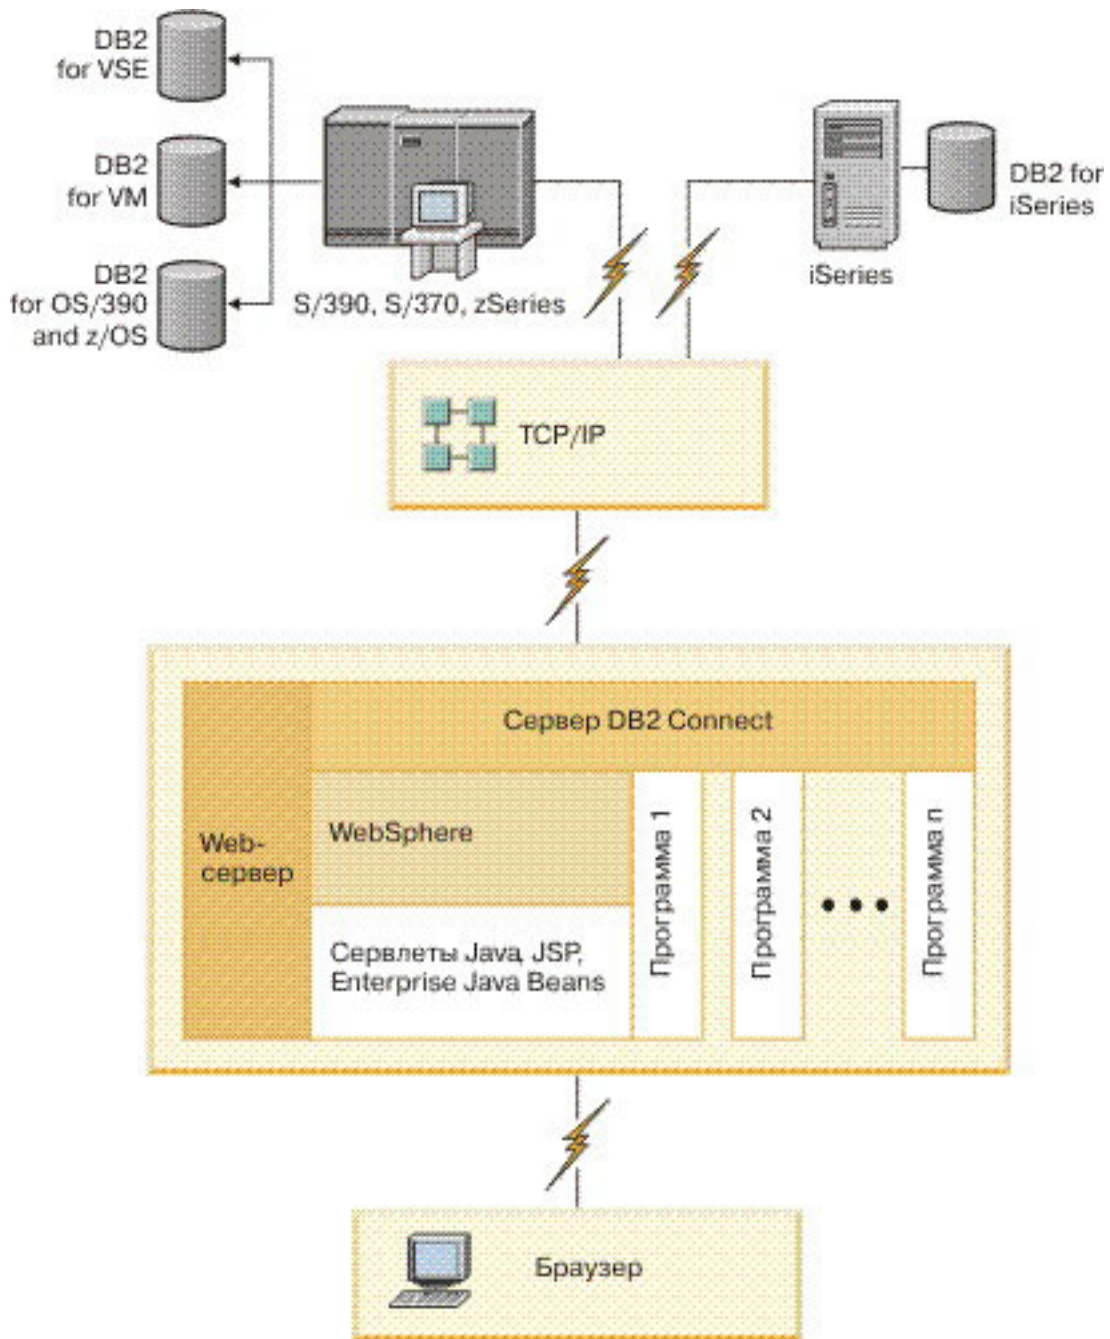 DB2
for VSE
DB2
for VM
DB2
for OS/390
and z/OS
S/390, S/370, zSeries
iSeries
DB2 for
iSeries
TCP/IP
Сервер DB2 Connect
Web-
сервер
WebSphere
Сервлеты Java, JSP,
Enterprise Java Beans
Программа 1
Программа 2
Программа n
Браузер